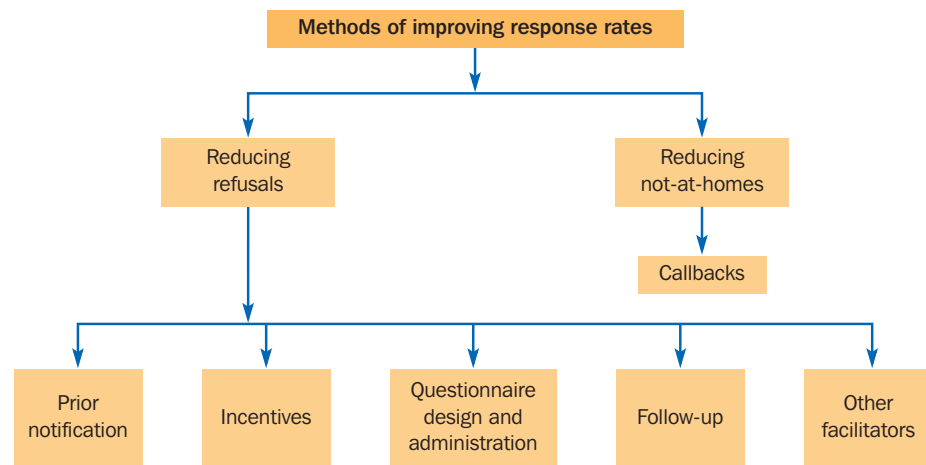 Methods of improving response rates
Reducing
refusals
Reducing
not-at-homes
Callbacks
Prior
notification
Incentives
Questionnaire
design and
administration
Follow-up
Other
facilitators